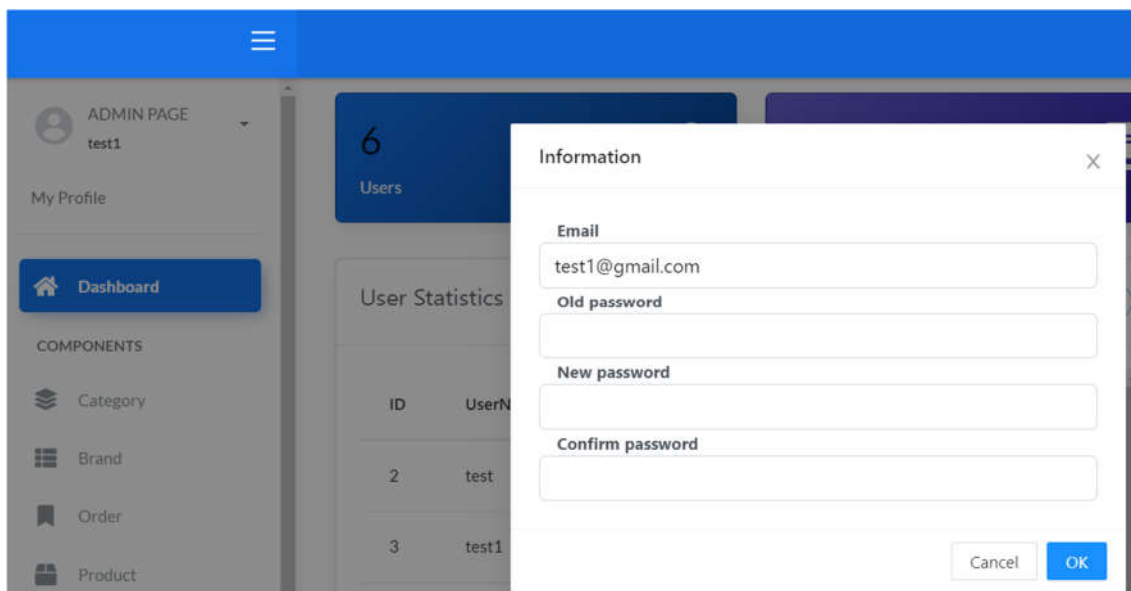 ADMIN PAGE
test1
My Profile
Dashboard
COMPONENTS
Category
Brand
Order
Product
6
Users
User Statistics
ID UserN
2 test
3 test1
Information
X
Email
test1@gmail.com
Old password
New password
Confirm password
Cancel OK